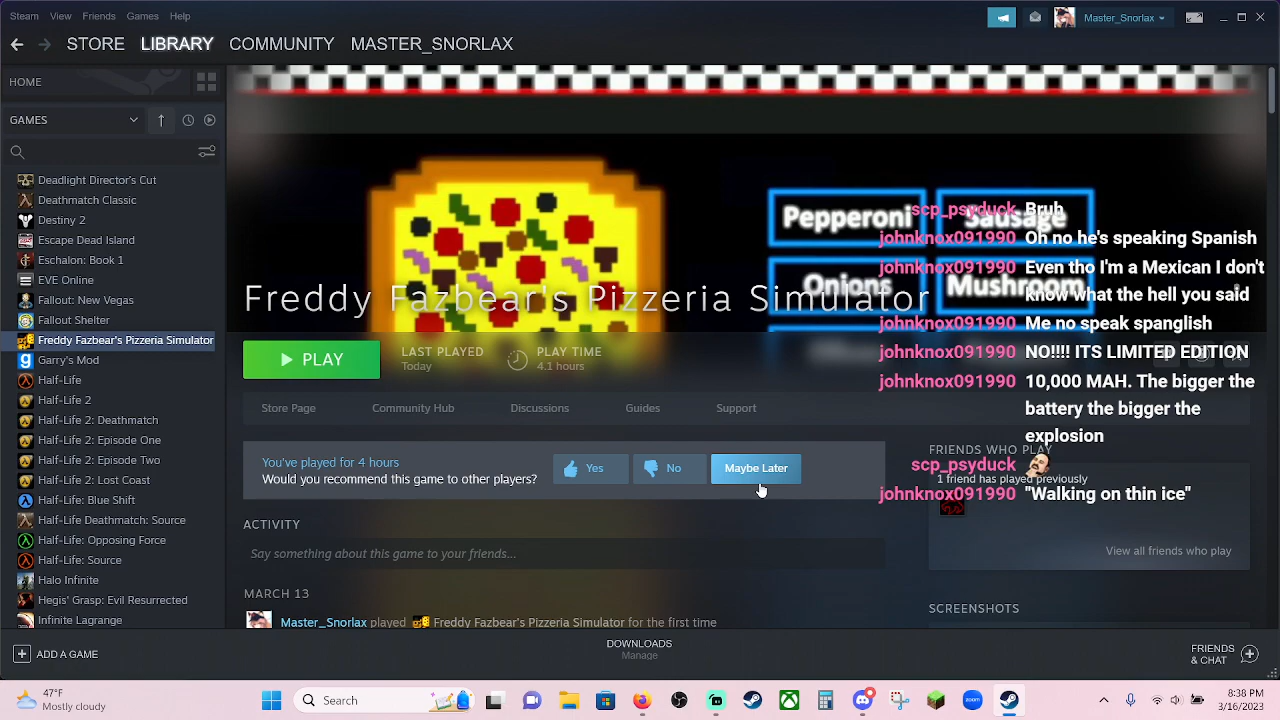 Steam View Friends Games Help
Master_Snorlax
STORE LIBRARY COMMUNITY MASTER_SNORLAX
HOME
GAMES
Deadlight Director's Cut
Deathmatch Classic
Destiny 2
Escape Dead Island
Echalon: Book 1
EVE Online
Fallout: New Vegas
Fallout Shelter
Freddy Fazbear's Pizzeria Simulator
Garry's Mod
Half-Life
Half-Life 2
Half-Life 2: Deathmatch
Half-Life 2: Episode One
Half-Life 2: Episode Two
Half-Life 2: Lost Coast
Half-Life: Blue Shift
Half-Life Deathmatch: Source
Half-Life: Opposing Force
Half-Life: Source
Halo Infinite
Hegis' Grasp: Evil Resurrected
Infinite Lagrange
Pepperoni Sausage
Onions Mushroom
Freddy Fazbear's Pizzeria Simulator
PLAY
LAST PLAYED
Today
PLAY TIME
4.1 hours
Store Page Community Hub Discussions Guides Support
You've played for 4 hours
Would you recommend this game to other players?
Yes No Maybe Later
ACTIVITY
Say something about this game to your friends...
MARCH 13
Master_Snorlax played Freddy Fazbear's Pizzeria Simulator for the first time
FRIENDS WHO PLAY
1 friend has played previously
View all friends who play
SCREENSHOTS
scp_psyduck Bruh
johnknox091990 Oh no he's speaking Spanish
johnknox091990 Even tho I'm a Mexican I don't
know what the hell you said
johnknox091990 Me no speak spanglish
johnknox091990 NO!!!! ITS LIMITED EDITION
johnknox091990 10,000 MAH. The bigger the
battery the bigger the
explosion
scp_psyduck
johnknox091990 "Walking on thin ice"
ADD A GAME
DOWNLOADS
Manage
FRIENDS
& CHAT
47°F
Mostly cloudy
Search
zoom
3:38 PM
3/16/2023